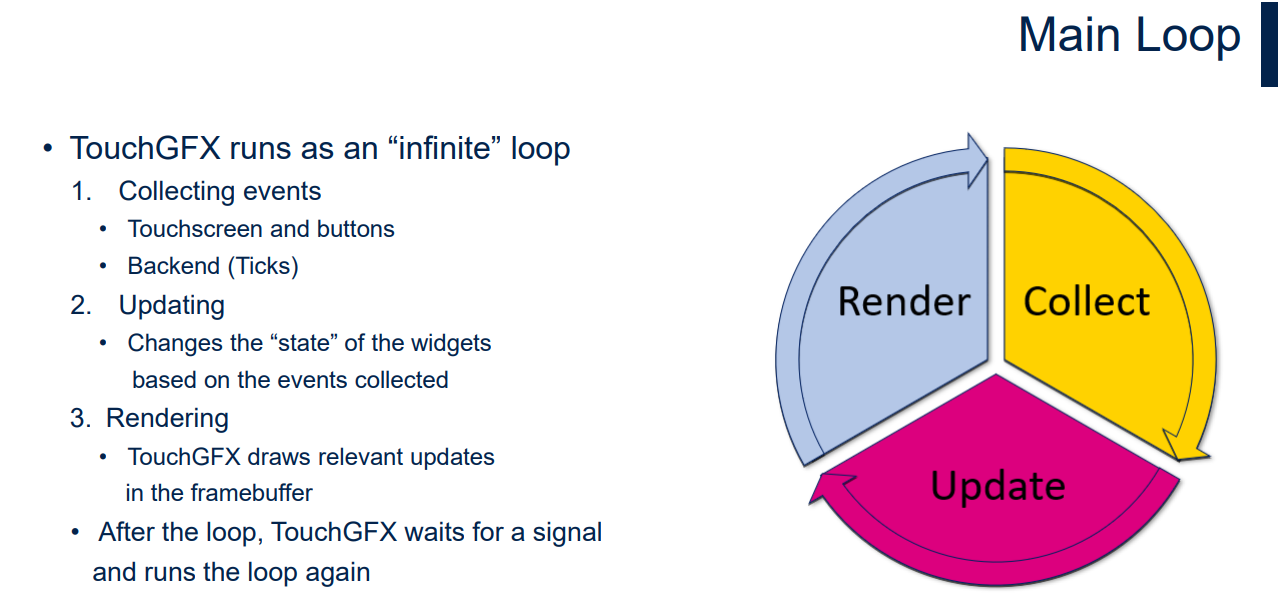 Main Loop
• TouchGFX runs as an “infinite” loop
1. Collecting events
• Touchscreen and buttons
• Backend (Ticks)
2. Updating
• Changes the “state” of the widgets
based on the events collected
3. Rendering
• TouchGFX draws relevant updates
in the framebuffer
• After the loop, TouchGFX waits for a signal
and runs the loop again
Render
Collect
Update